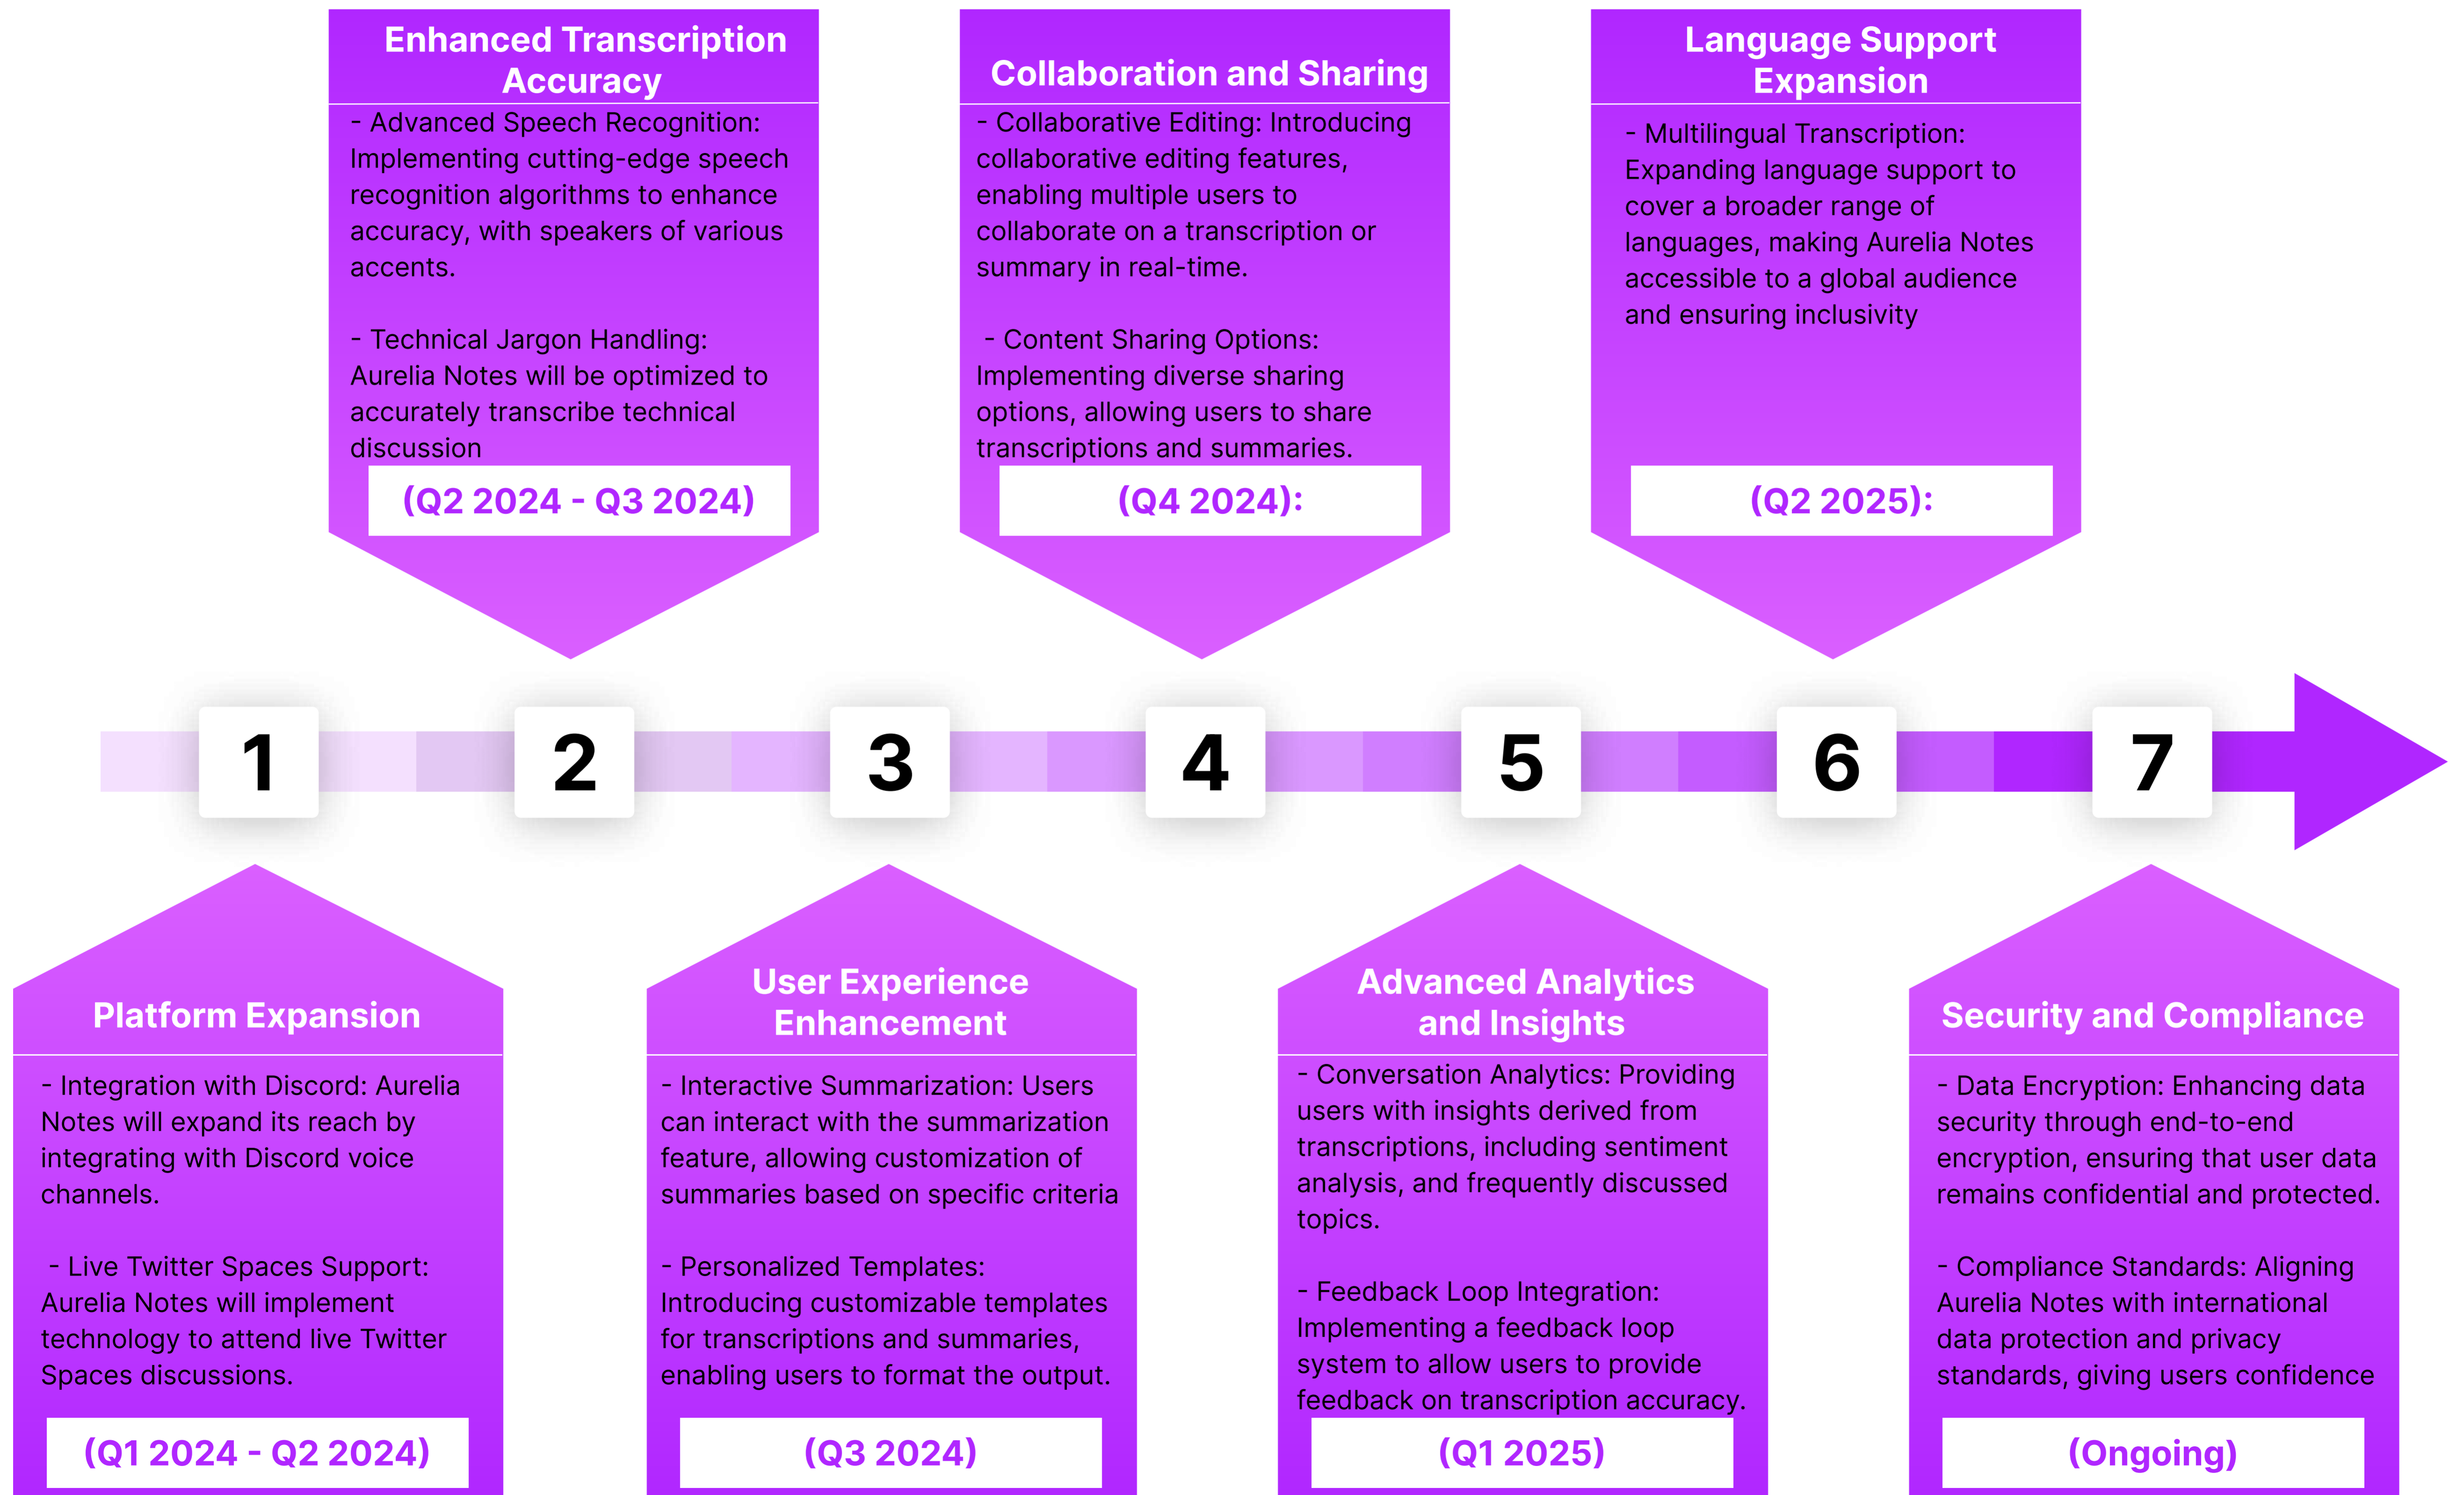 Enhanced Transcription
Accuracy
- Advanced Speech Recognition:
Implementing cutting-edge speech
recognition algorithms to enhance
accuracy, with speakers of various
accents.
- Technical Jargon Handling:
Aurelia Notes will be optimized to
accurately transcribe technical
discussion
(Q2 2024 - Q3 2024)
Collaboration and Sharing
- Collaborative Editing: Introducing
collaborative editing features,
enabling multiple users to
collaborate on a transcription or
summary in real-time.
- Content Sharing Options:
Implementing diverse sharing
options, allowing users to share
transcriptions and summaries.
(Q4 2024):
Language Support
Expansion
- Multilingual Transcription:
Expanding language support to
cover a broader range of
languages, making Aurelia Notes
accessible to a global audience
and ensuring inclusivity
(Q2 2025):
1
2
3
4
5
6
7
Platform Expansion
- Integration with Discord: Aurelia
Notes will expand its reach by
integrating with Discord voice
channels.
- Live Twitter Spaces Support:
Aurelia Notes will implement
technology to attend live Twitter
Spaces discussions.
(Q1 2024 - Q2 2024)
User Experience
Enhancement
- Interactive Summarization: Users
can interact with the summarization
feature, allowing customization of
summaries based on specific criteria
- Personalized Templates:
Introducing customizable templates
for transcriptions and summaries,
enabling users to format the output.
(Q3 2024)
Advanced Analytics
and Insights
- Conversation Analytics: Providing
users with insights derived from
transcriptions, including sentiment
analysis, and frequently discussed
topics.
- Feedback Loop Integration:
Implementing a feedback loop
system to allow users to provide
feedback on transcription accuracy.
(Q1 2025)
Security and Compliance
- Data Encryption: Enhancing data
security through end-to-end
encryption, ensuring that user data
remains confidential and protected.
- Compliance Standards: Aligning
Aurelia Notes with international
data protection and privacy
standards, giving users confidence
(Ongoing)